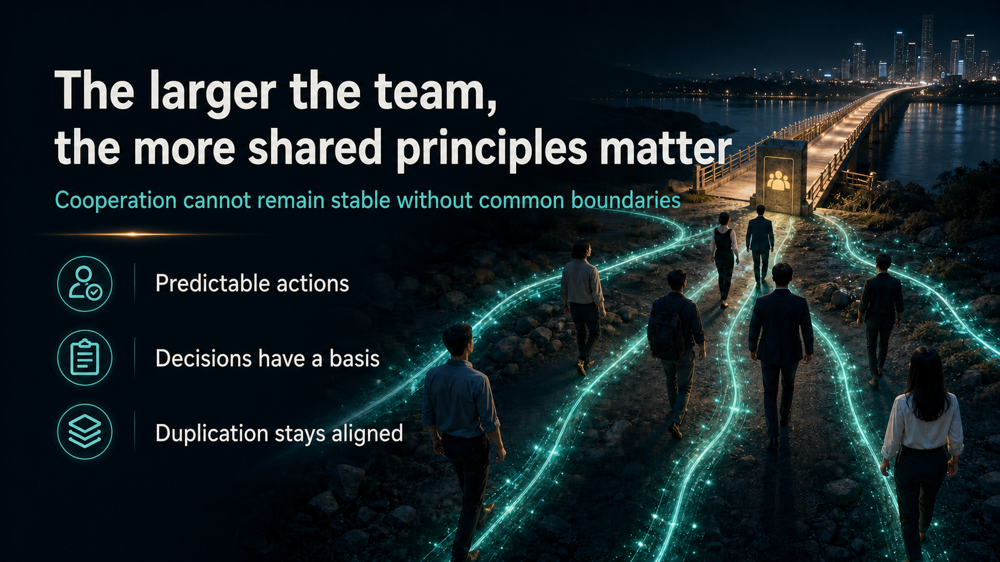 The larger the team,
the more shared principles matter
Cooperation cannot remain stable without common boundaries
Predictable actions
Decisions have a basis
Duplication stays aligned